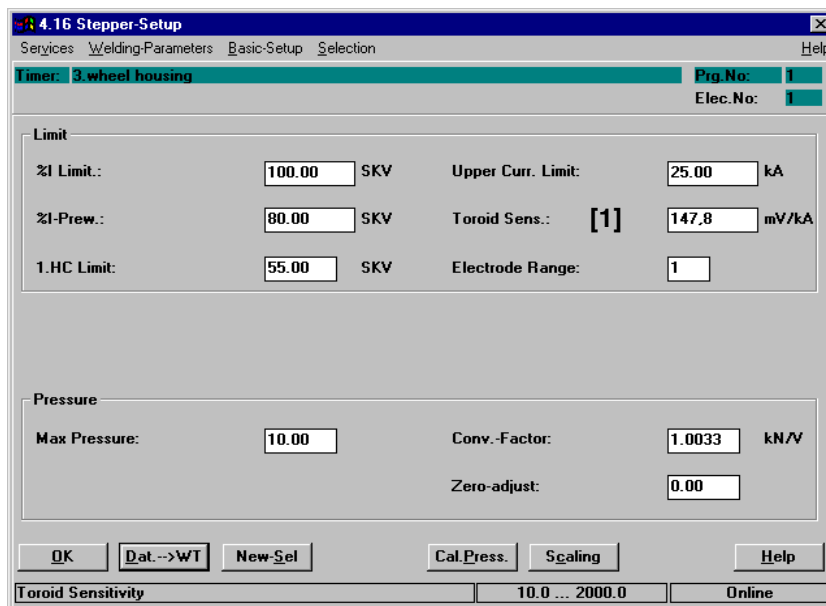 4.16 Stepper-Setup
Services Welding-Parameters Basic-Setup Selection Help
Timer: 3.wheel housing Prg.No: 1
Elec.No: 1
Limit
%I Limit.: 100.00 SKV Upper Curr. Limit: 25.00 kA
%I-Prew.: 80.00 SKV Toroid Sens.: [1] 147,8 mV/kA
1.HC Limit: 55.00 SKV Electrode Range: 1
Pressure
Max Pressure: 10.00 Conv.-Factor: 1.0033 kN/V
Zero-adjust: 0.00
OK Dat.-->WT New-Sel Cal.Press. Scaling Help
Toroid Sensitivity 10.0 ... 2000.0 Online